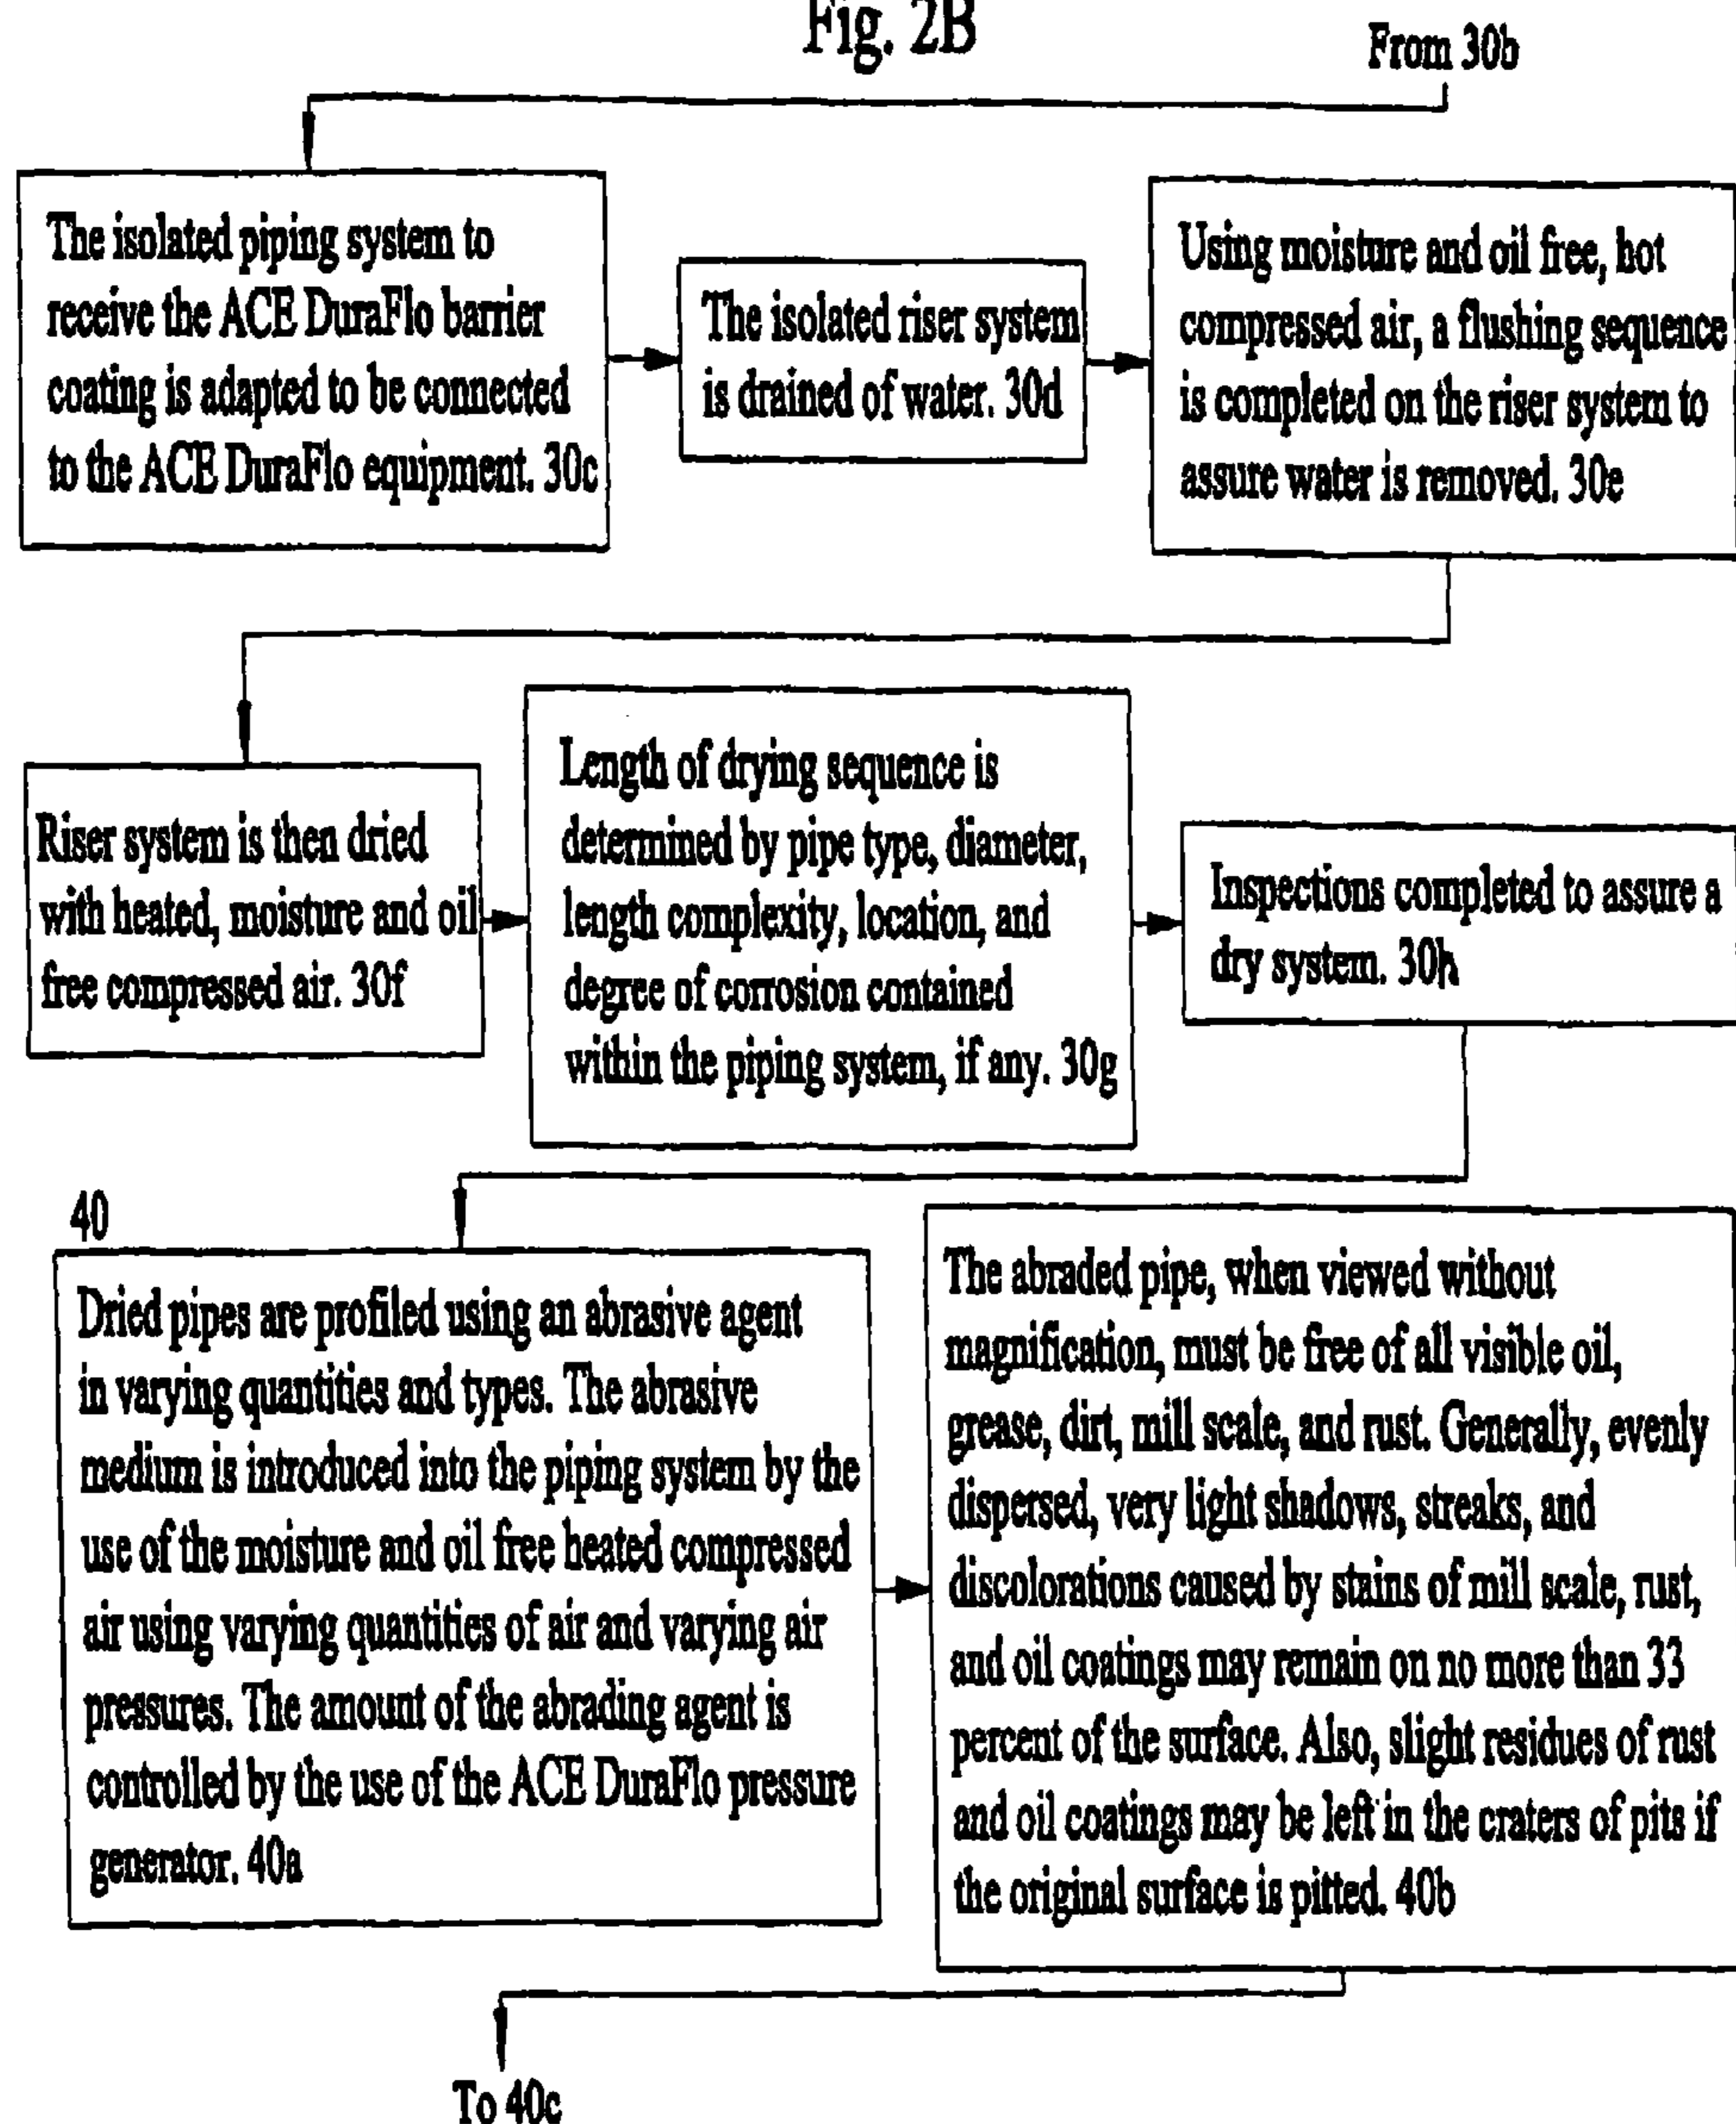 Fig. 2B
From 30b
The isolated piping system to
receive the ACE DuraFlo barrier
coating is adapted to be connected
to the ACE DuraFlo equipment. 30c
The isolated riser system
is drained of water. 30d
Using moisture and oil free, hot
compressed air, a flushing sequence
is completed on the riser system to
assure water is removed. 30e
Riser system is then dried
with heated, moisture and oil
free compressed air. 30f
Length of drying sequence is
determined by pipe type, diameter,
length complexity, location, and
degree of corrosion contained
within the piping system, if any. 30g
Inspections completed to assure a
dry system. 30h
40
Dried pipes are profiled using an abrasive agent
in varying quantities and types. The abrasive
medium is introduced into the piping system by the
use of the moisture and oil free heated compressed
air using varying quantities of air and varying air
pressures. The amount of the abrading agent is
controlled by the use of the ACE DuraFlo pressure
generator. 40a
The abraded pipe, when viewed without
magnification, must be free of all visible oil,
grease, dirt, mill scale, and rust. Generally, evenly
dispersed, very light shadows, streaks, and
discolorations caused by stains of mill scale, rust,
and oil coatings may remain on no more than 33
percent of the surface. Also, slight residues of rust
and oil coatings may be left in the craters of pits if
the original surface is pitted. 40b
To 40c